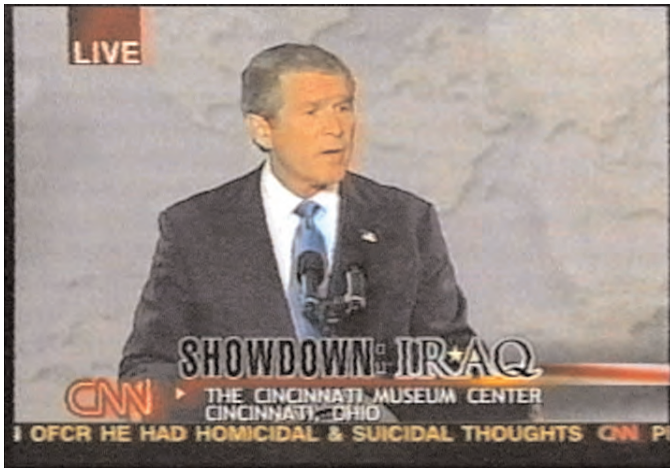 LIVE
SHOWDOWN: IRAQ
CNN
THE CINCINNATI MUSEUM CENTER
CINCINNATI, OHIO
OFCR HE HAD HOMICIDAL & SUICIDAL THOUGHTS CNN